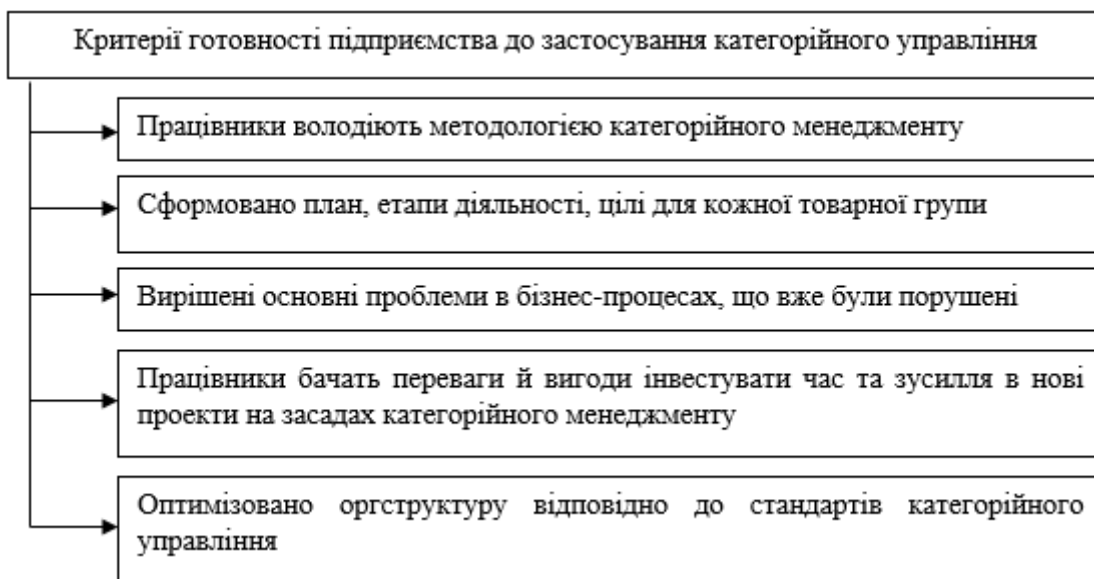 Критерії готовності підприємства до застосування категорійного управління
Працівники володіють методологією категорійного менеджменту
Сформовано план, етапи діяльності, цілі для кожної товарної групи
Вирішені основні проблеми в бізнес-процесах, що вже були порушені
Працівники бачать переваги й вигоди інвестувати час та зусилля в нові
проекти на засадах категорійного менеджменту
Оптимізовано оргструктуру відповідно до стандартів категорійного
управління